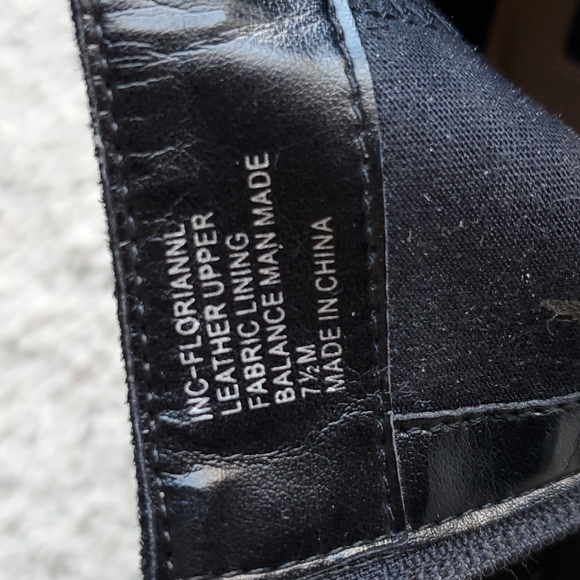 INC-FLORIANNL
LEATHER UPPER
FABRIC LINING
BALANCE MAN MADE
7½M
MADE IN CHINA